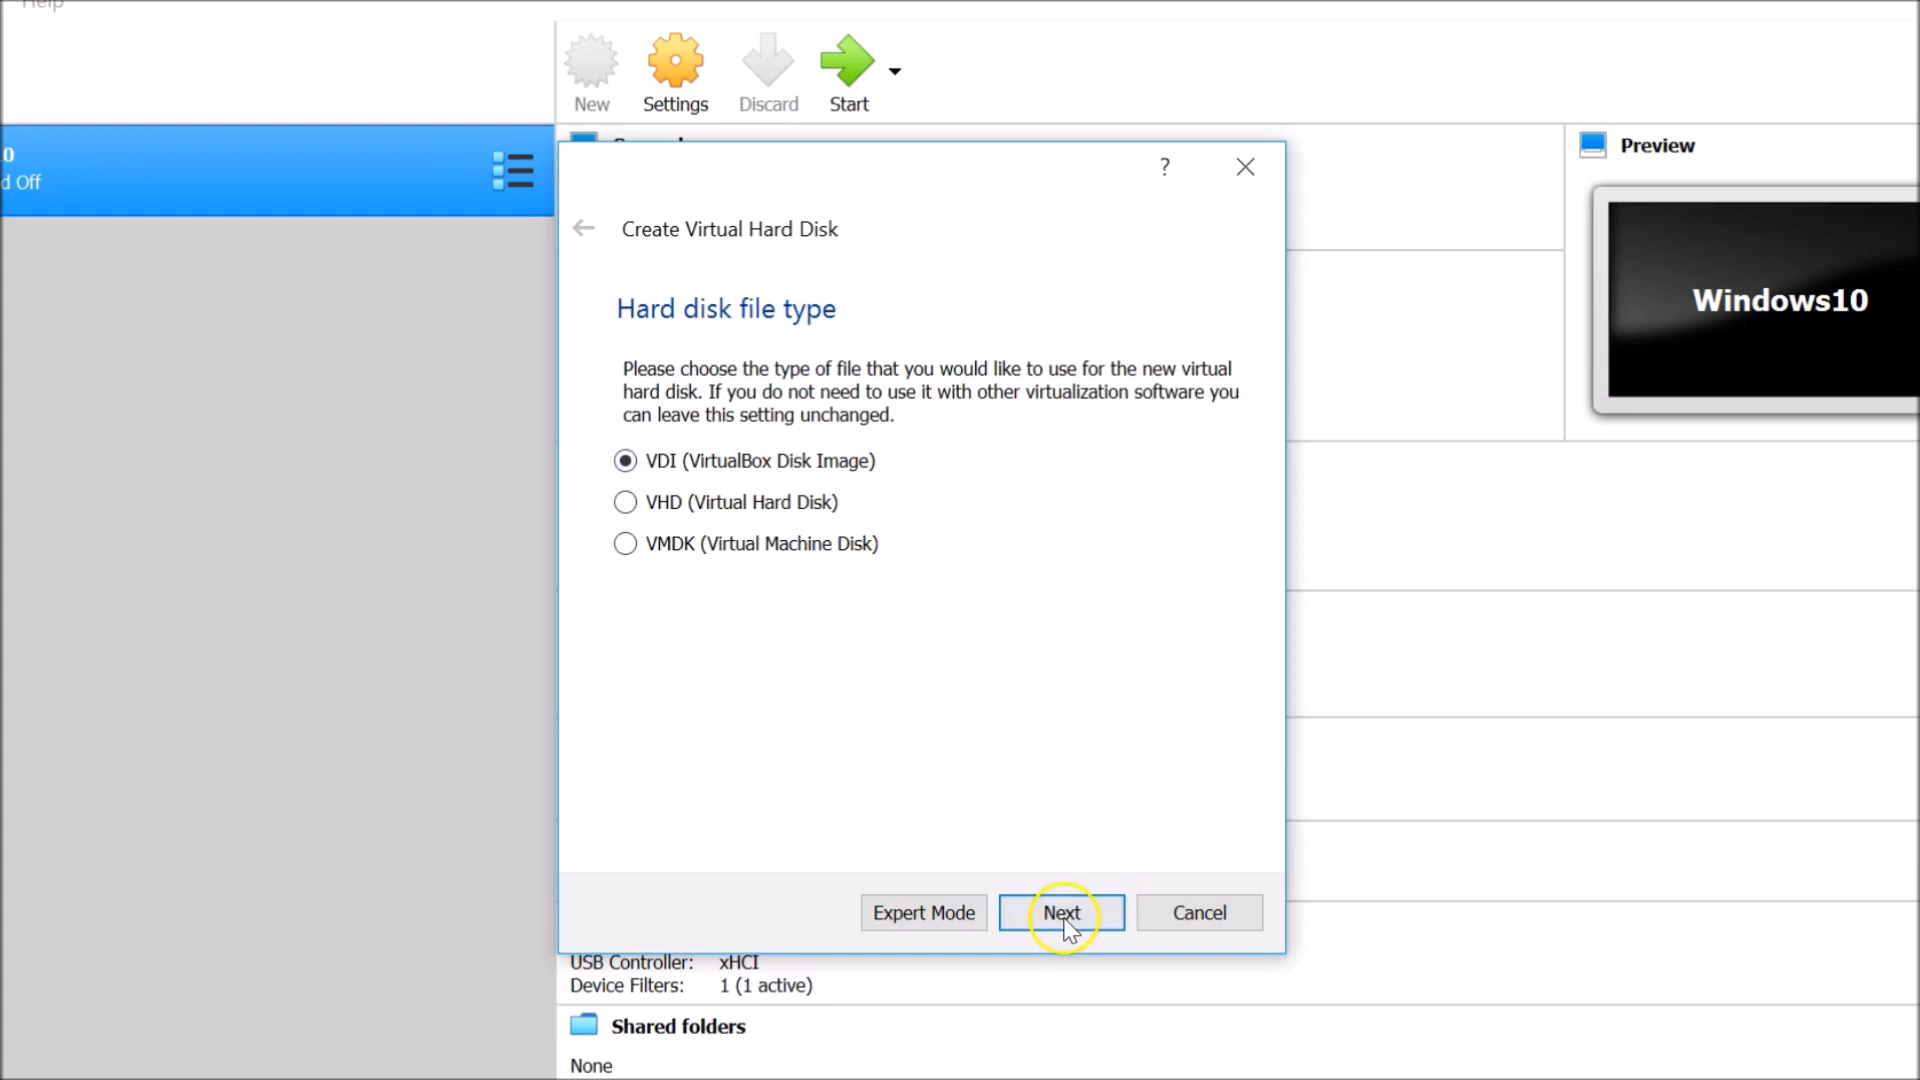 Help
New
Settings
Discard
Start
0
d Off
Preview
Windows10
Create Virtual Hard Disk
Hard disk file type
Please choose the type of file that you would like to use for the new virtual
hard disk. If you do not need to use it with other virtualization software you
can leave this setting unchanged.
VDI (VirtualBox Disk Image)
VHD (Virtual Hard Disk)
VMDK (Virtual Machine Disk)
Expert Mode
Next
Cancel
USB Controller: xHCI
Device Filters: 1 (1 active)
Shared folders
None